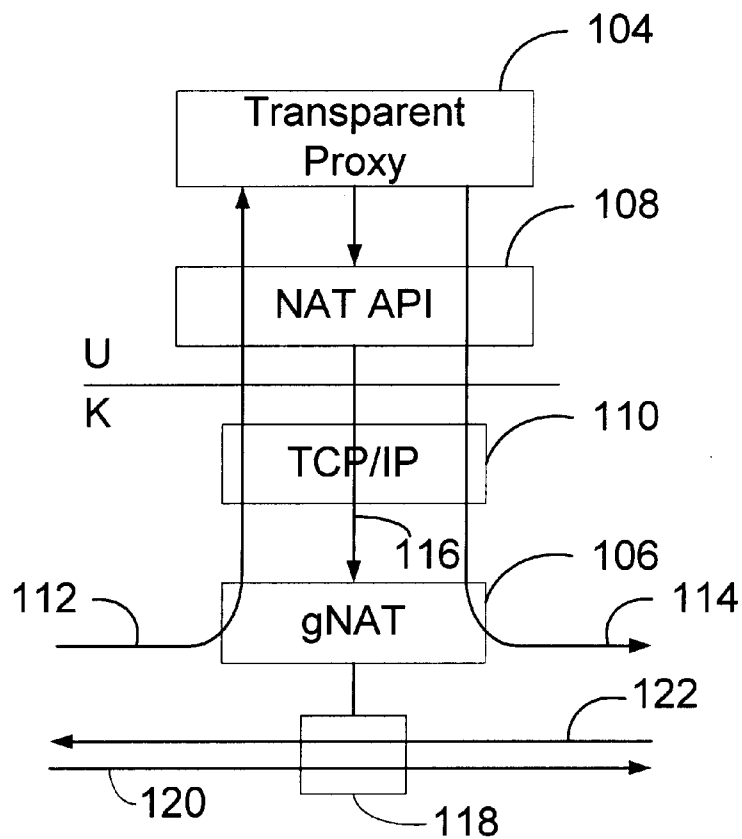 104
Transparent
Proxy
108
NAT API
U
K
110
TCP/IP
116
106
112
gNAT
114
122
120
118